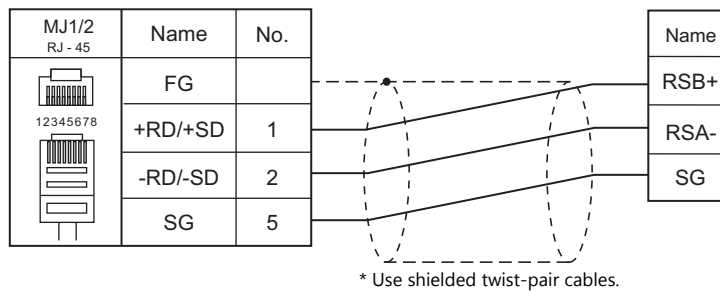 MJ1/2
RJ - 45
Name
No.
Name
FG
RSB+
12345678
+RD/+SD
1
RSA-
-RD/-SD
2
SG
SG
5
* Use shielded twist-pair cables.